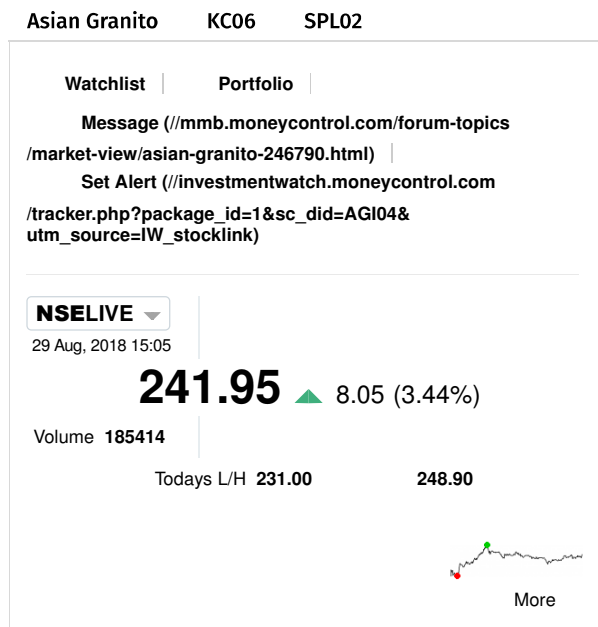 Asian Granito KC06 SPL02
Watchlist Portfolio
Message (//mmb.moneycontrol.com/forum-topics
/market-view/asian-granito-246790.html)
Set Alert (//investmentwatch.moneycontrol.com
/tracker.php?package_id=1&sc_did=AGI04&
utm_source=IW_stocklink)
NSELIVE
29 Aug, 2018 15:05
241.95 8.05 (3.44%)
Volume 185414
Todays L/H 231.00 248.90
More